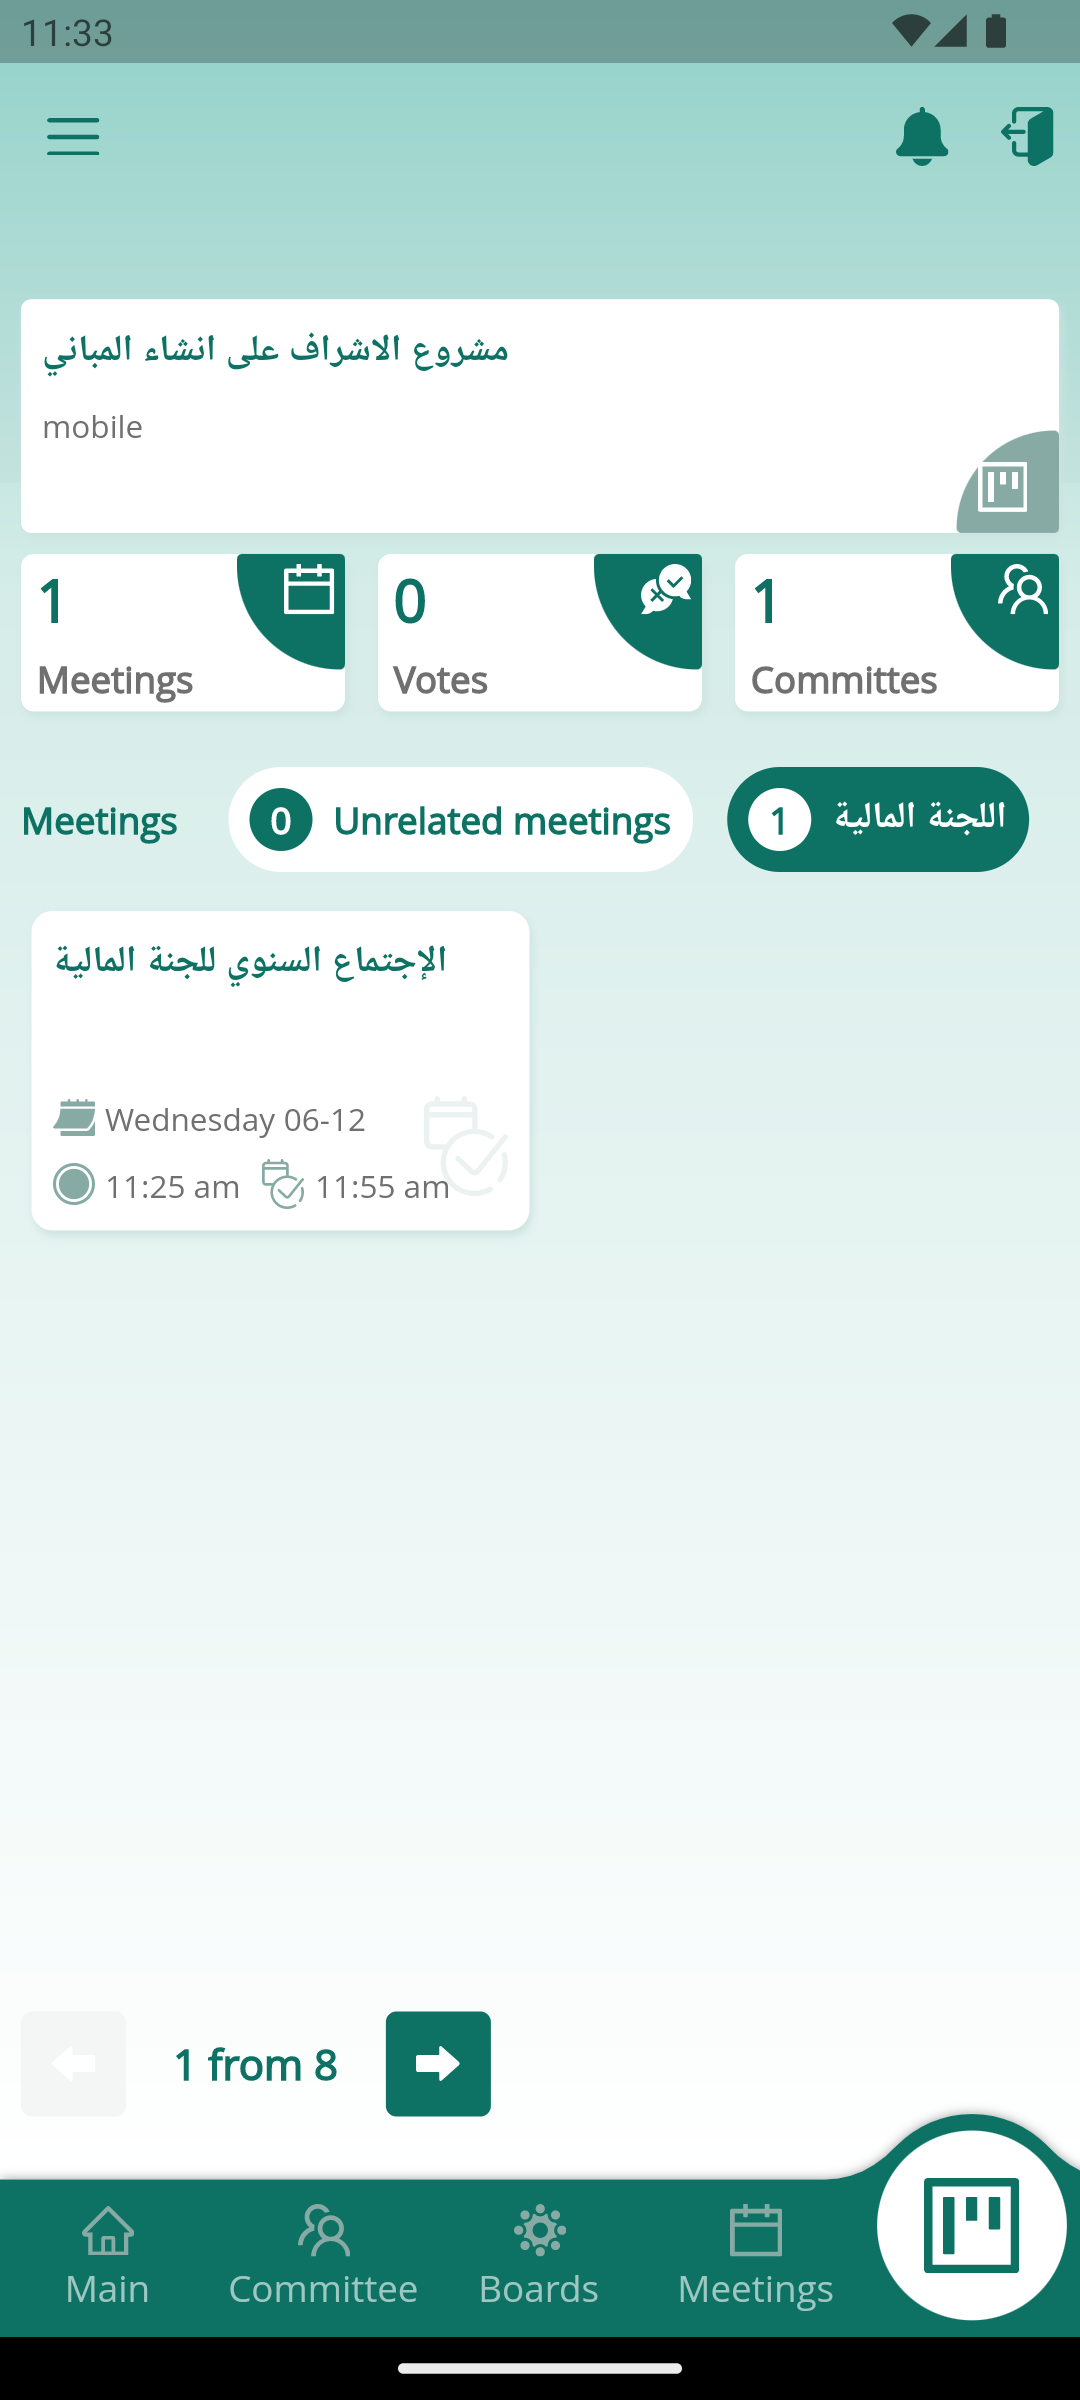 11:33
مشروع الاشراف على انشاء المباني
mobile
1
Meetings
0
Votes
1
Committes
Meetings
0 Unrelated meetings
1 اللجنة المالية
الإجتماع السنوي للجنة المالية
Wednesday 06-12
11:25 am 11:55 am
1 from 8
Main
Committee
Boards
Meetings